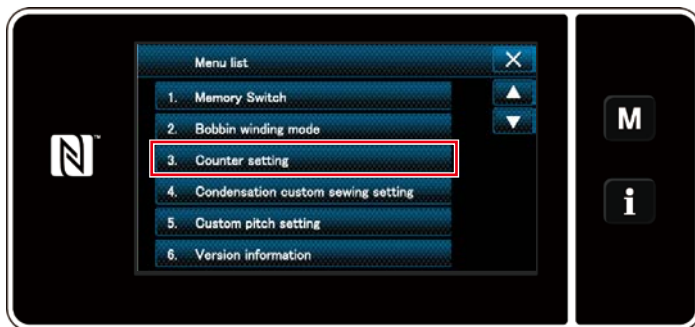 Menu list
1. Memory Switch
2. Bobbin winding mode
3. Counter setting
4. Condensation custom sewing setting
5. Custom pitch setting
6. Version information
M
i